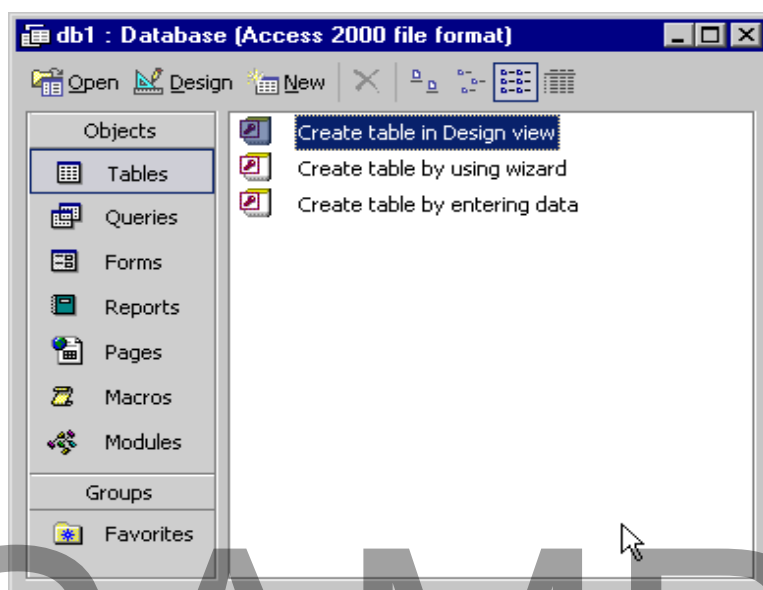 db1 : Database (Access 2000 file format)
Open Design New
Objects
Tables
Queries
Forms
Reports
Pages
Macros
Modules
Groups
Favorites
Create table in Design view
Create table by using wizard
Create table by entering data